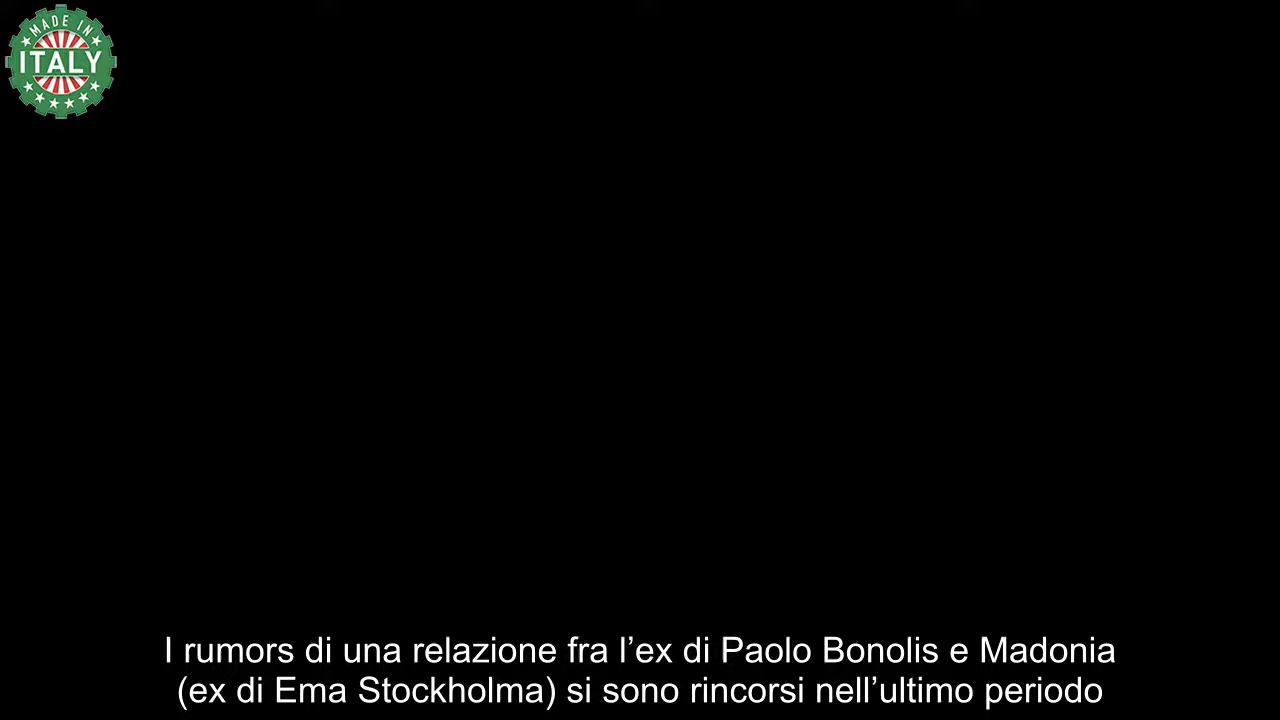 MADE IN
ITALY
I rumors di una relazione fra l’ex di Paolo Bonolis e Madonia
(ex di Ema Stockholma) si sono rincorsi nell’ultimo periodo